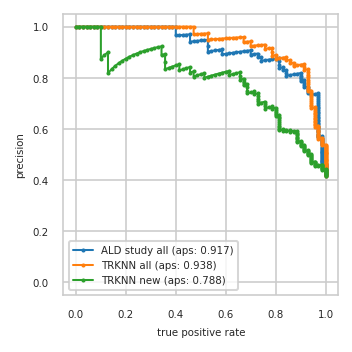 1.0
0.8
0.6
0.4
0.2
0.0
precision
ALD study all (aps: 0.917)
TRKNN all (aps: 0.938)
TRKNN new (aps: 0.788)
0.0 0.2 0.4 0.6 0.8 1.0
true positive rate